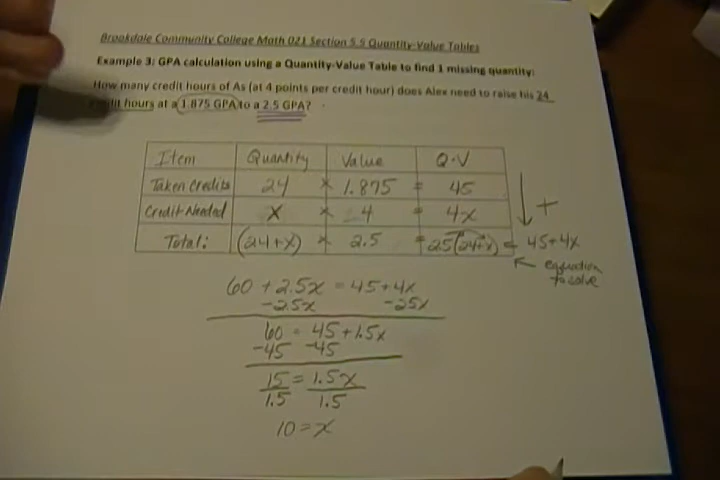 Brookdale Community College Math 021 Section 5.5 Quantity-Value Tables
Example 3: GPA calculation using a Quantity-Value Table to find 1 missing quantity:
How many credit hours of As (at 4 points per credit hour) does Alex need to raise his 24
credit hours at a 1.875 GPA to a 2.5 GPA?
Item Quantity Value Q·V
Taken Credits 24 × 1.875 = 45
Credit Needed x × 4 = 4x +
Total: (24+x) × 2.5 = 2.5(24+x) = 45+4x
← equation
to solve
60 + 2.5x = 45+4x
-2.5x -2.5x
60 = 45 + 1.5x
-45 -45
15 = 1.5x
1.5 1.5
10 = x